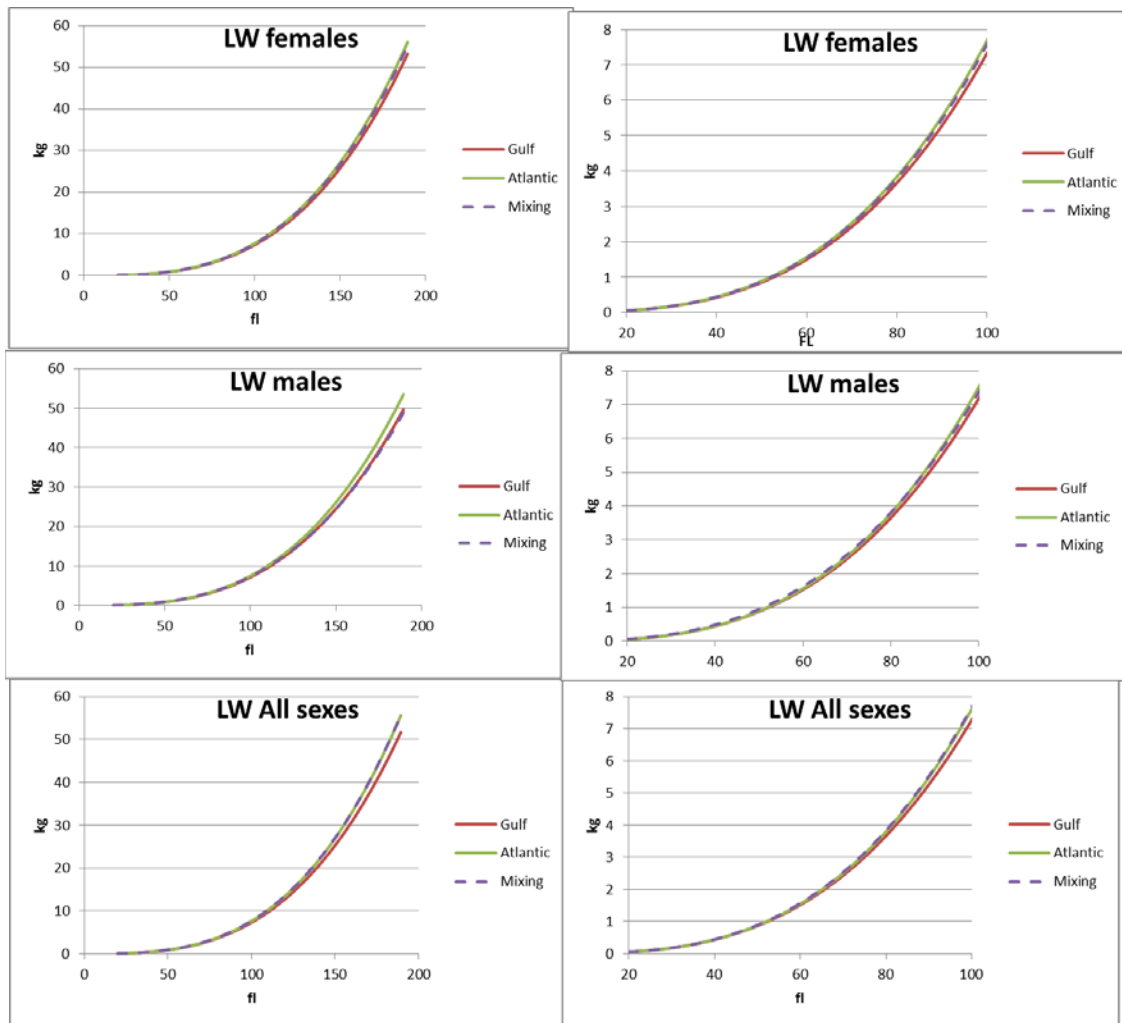 LW females
60
50
40
30
20
10
0
kg
0 50 100 150 200
fl
Gulf
Atlantic
Mixing
LW females
8
7
6
5
4
3
2
1
0
kg
20 40 60 80 100
FL
Gulf
Atlantic
Mixing
LW males
60
50
40
30
20
10
0
kg
0 50 100 150 200
fl
Gulf
Atlantic
Mixing
LW males
8
7
6
5
4
3
2
1
0
kg
20 40 60 80 100
Gulf
Atlantic
Mixing
LW All sexes
60
50
40
30
20
10
0
kg
0 50 100 150 200
fl
Gulf
Atlantic
Mixing
LW All sexes
8
7
6
5
4
3
2
1
0
kg
20 40 60 80 100
fl
Gulf
Atlantic
Mixing